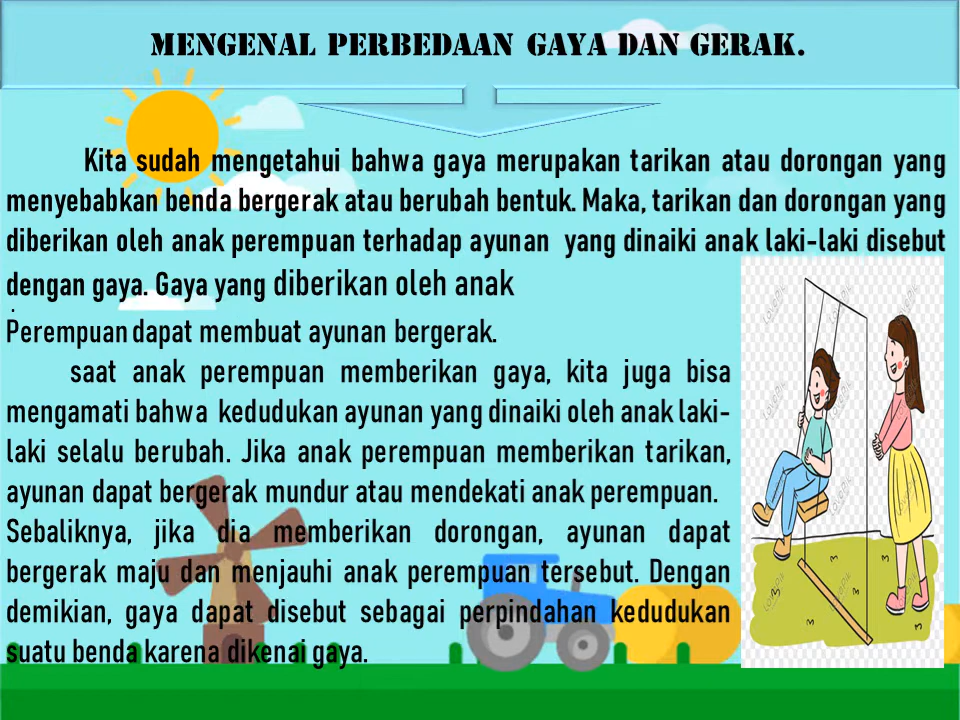 MENGENAL PERBEDAAN GAYA DAN GERAK.
Kita sudah mengetahui bahwa gaya merupakan tarikan atau dorongan yang
menyebabkan benda bergerak atau berubah bentuk. Maka, tarikan dan dorongan yang
diberikan oleh anak perempuan terhadap ayunan yang dinaiki anak laki-laki disebut
dengan gaya. Gaya yang diberikan oleh anak
.
Perempuan dapat membuat ayunan bergerak.
saat anak perempuan memberikan gaya, kita juga bisa
mengamati bahwa kedudukan ayunan yang dinaiki oleh anak laki-
laki selalu berubah. Jika anak perempuan memberikan tarikan,
ayunan dapat bergerak mundur atau mendekati anak perempuan.
Sebaliknya, jika dia memberikan dorongan, ayunan dapat
bergerak maju dan menjauhi anak perempuan tersebut. Dengan
demikian, gaya dapat disebut sebagai perpindahan kedudukan
suatu benda karena dikenai gaya.